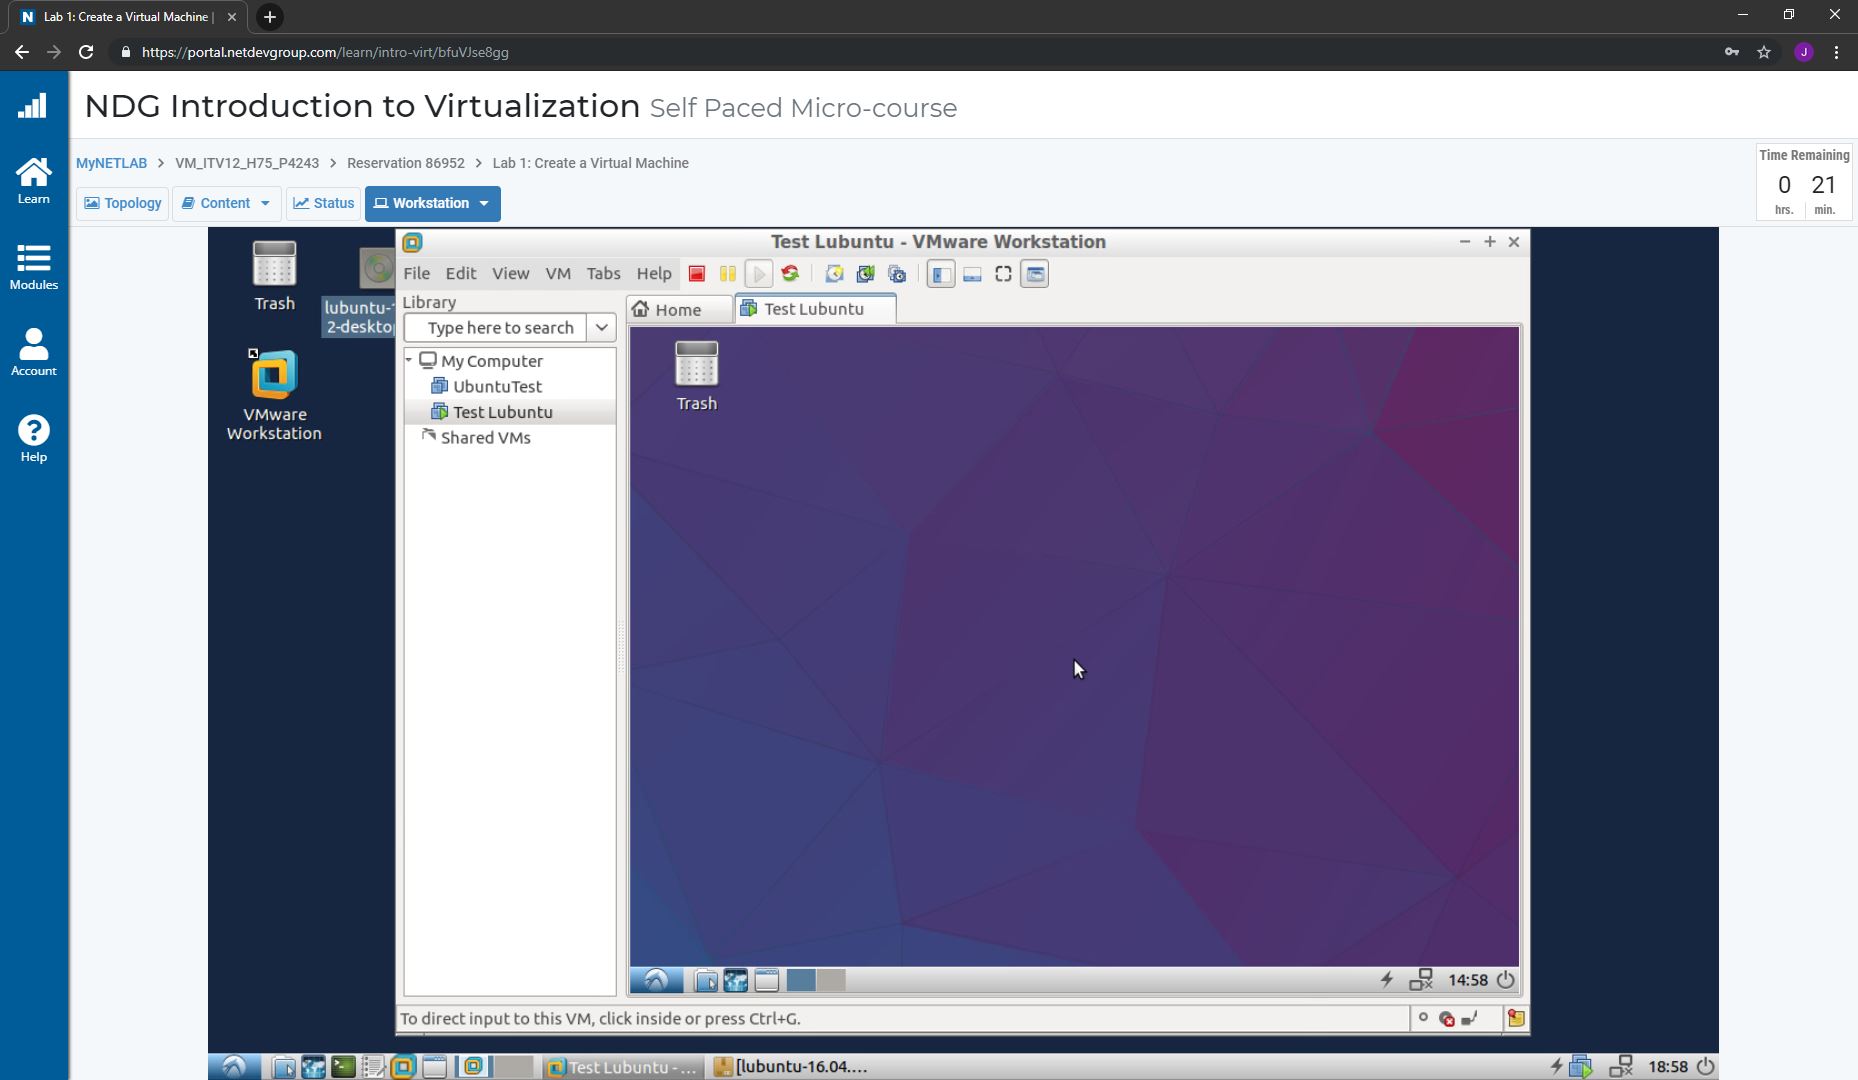 Lab 1: Create a Virtual Machine |
https://portal.netdevgroup.com/learn/intro-virt/bfuVJse8gg
J
NDG Introduction to Virtualization Self Paced Micro-course
Learn
Modules
Account
Help
MyNETLAB > VM_ITV12_H75_P4243 > Reservation 86952 > Lab 1: Create a Virtual Machine
Topology Content Status Workstation
Time Remaining
0 21
hrs. min.
Trash
lubuntu-
2-desktop
VMware
Workstation
Test Lubuntu - VMware Workstation
File Edit View VM Tabs Help
Library
Type here to search
My Computer
UbuntuTest
Test Lubuntu
Shared VMs
Home Test Lubuntu
Trash
14:58
To direct input to this VM, click inside or press Ctrl+G.
Test Lubuntu - ... [lubuntu-16.04....
18:58